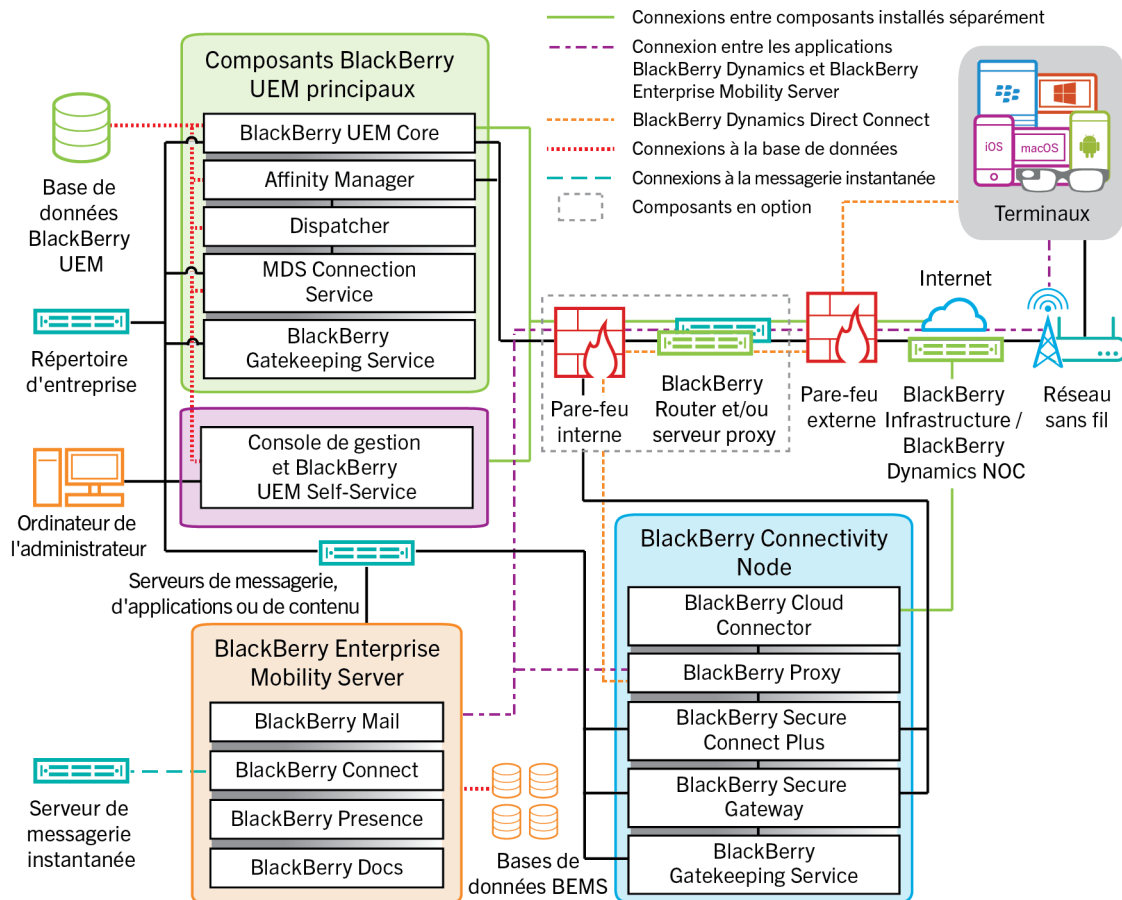 Connexions entre composants installés séparément
Connexion entre les applications
BlackBerry Dynamics et BlackBerry
Enterprise Mobility Server
BlackBerry Dynamics Direct Connect
Connexions à la base de données
Connexions à la messagerie instantanée
Composants en option
Composants BlackBerry
UEM principaux
BlackBerry UEM Core
Affinity Manager
Dispatcher
MDS Connection
Service
BlackBerry
Gatekeeping Service
Base de
données
BlackBerry
UEM
Répertoire
d'entreprise
Console de gestion
et BlackBerry
UEM Self-Service
Ordinateur de
l'administrateur
iOS
macOS
Terminaux
Internet
Pare-feu
interne
BlackBerry
Router et/ou
serveur proxy
Pare-feu
externe
BlackBerry
Infrastructure /
BlackBerry
Dynamics NOC
Réseau
sans fil
Serveurs de messagerie,
d'applications ou de contenu
BlackBerry Enterprise
Mobility Server
BlackBerry Mail
BlackBerry Connect
BlackBerry Presence
BlackBerry Docs
Serveur de
messagerie
instantanée
Bases de
données BEMS
BlackBerry Connectivity
Node
BlackBerry Cloud
Connector
BlackBerry Proxy
BlackBerry Secure
Connect Plus
BlackBerry Secure
Gateway
BlackBerry
Gatekeeping Service